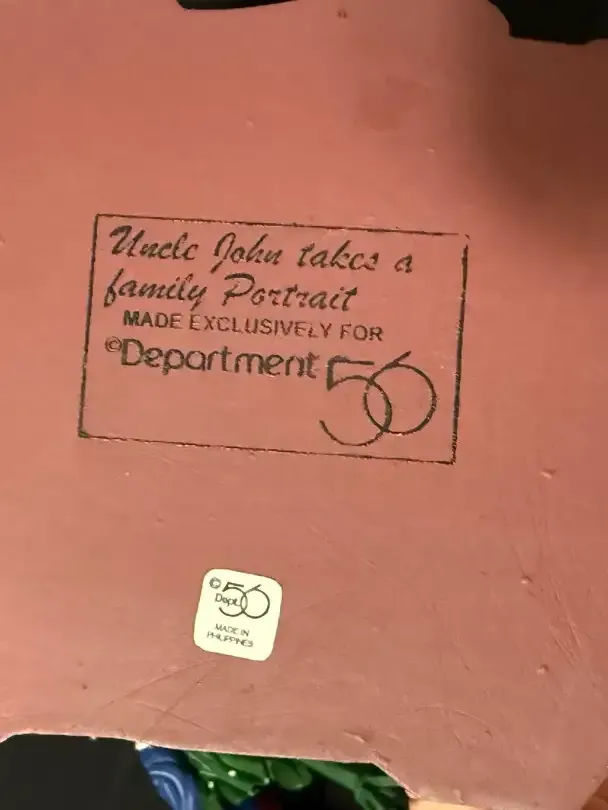 Uncle John takes a
family Portrait
MADE EXCLUSIVELY FOR
©Department 56
© 56
Dept.
MADE IN
PHILIPPINES